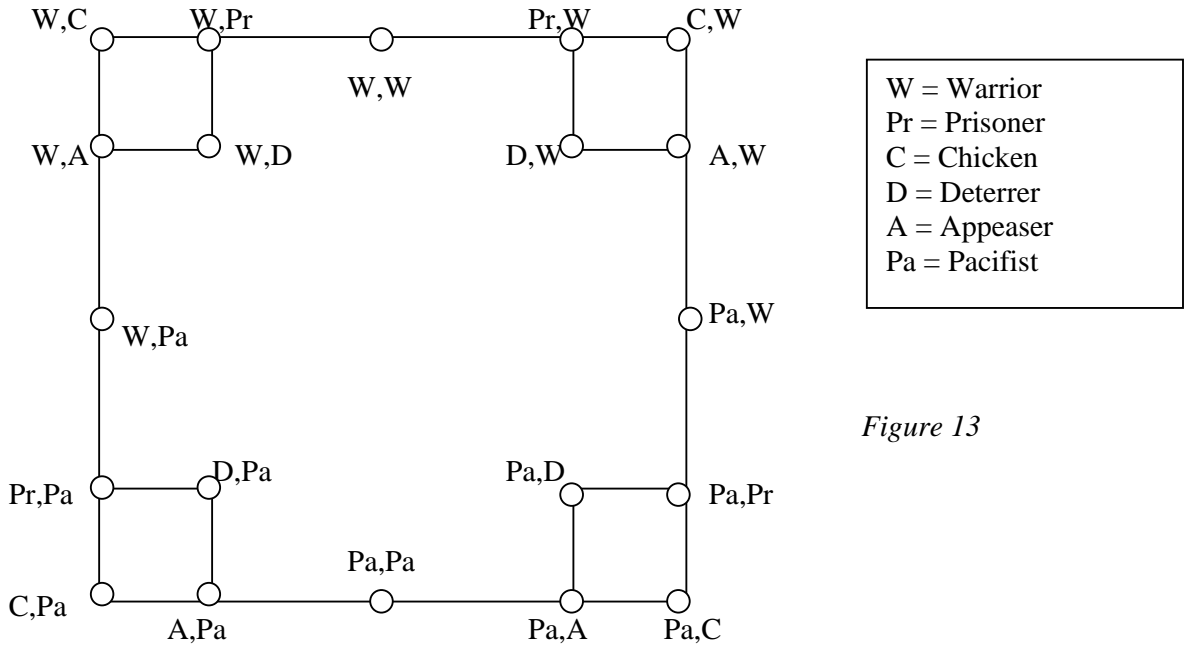 W,C
W,Pr
Pr,W
C,W
W,W
W = Warrior
Pr = Prisoner
C = Chicken
D = Deterrer
A = Appeaser
Pa = Pacifist
W,A
W,D
D,W
A,W
W,Pa
Pa,W
Figure 13
Pr,Pa
D,Pa
Pa,D
Pa,Pr
Pa,Pa
C,Pa
A,Pa
Pa,A
Pa,C